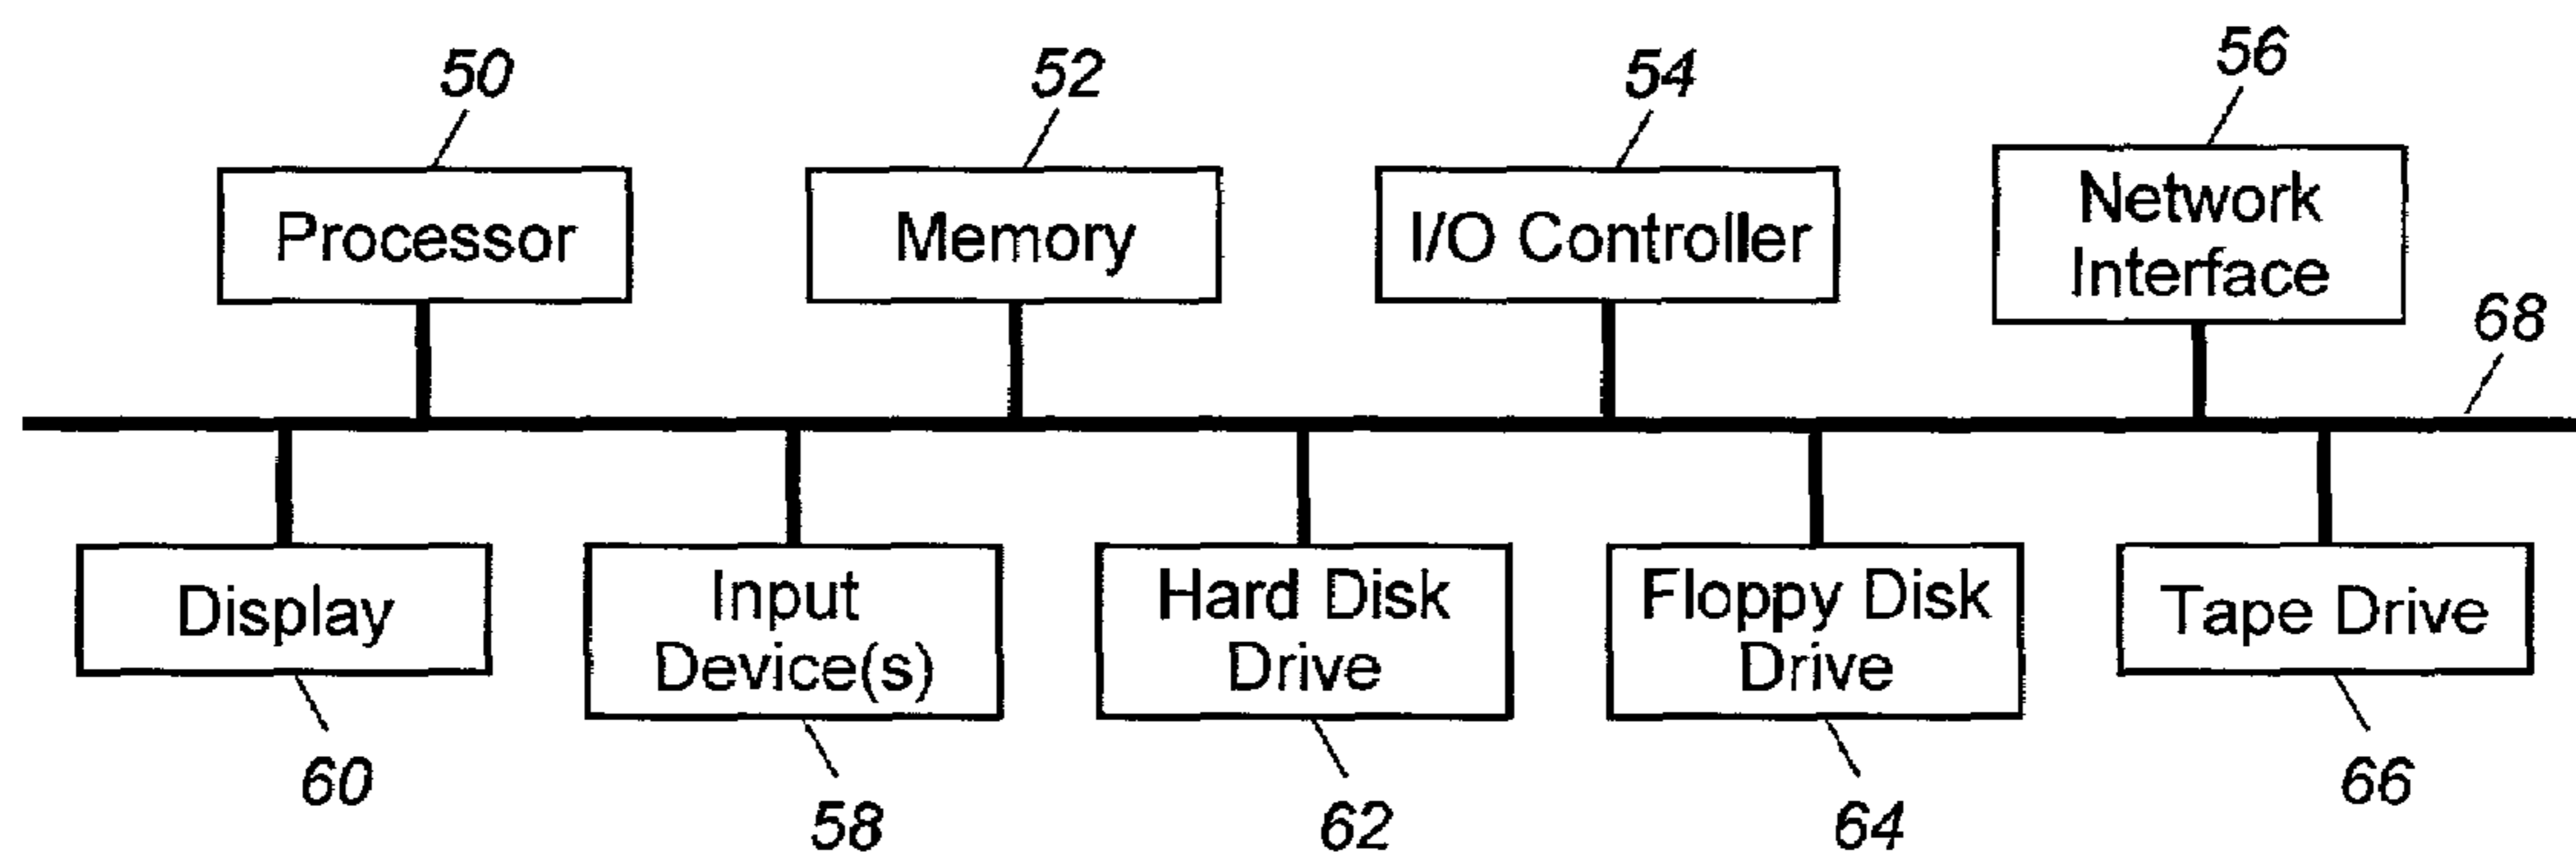 50
52
54
56
Processor
Memory
I/O Controller
Network
Interface
68
Display
Input
Device(s)
Hard Disk
Drive
Floppy Disk
Drive
Tape Drive
60
58
62
64
66